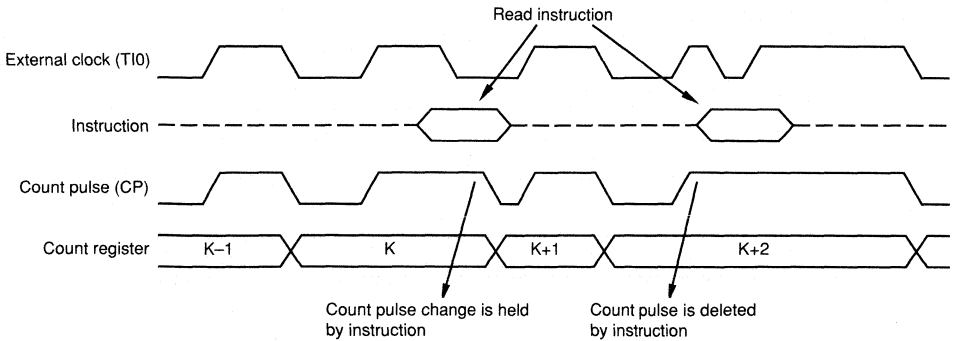 Read instruction
External clock (TI0)
Instruction
Count pulse (CP)
Count register
K–1
K
K+1
K+2
Count pulse change is held
by instruction
Count pulse is deleted
by instruction